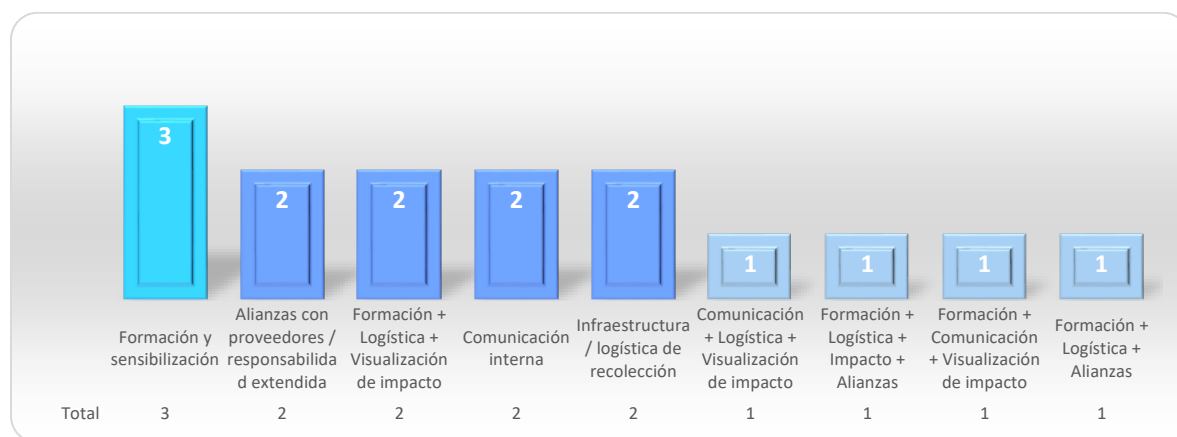 3
2
2
2
2
1
1
1
1
Formación y
sensibilización
Alianzas con
proveedores /
responsabilida
d extendida
Formación +
Logística +
Visualización
de impacto
Comunicación
interna
Infraestructura
/ logística de
recolección
Comunicación
+ Logística +
Visualización
de impacto
Formación +
Logística +
Impacto +
Alianzas
Formación +
Comunicación
+ Visualización
de impacto
Formación +
Logística +
Alianzas
Total 3 2 2 2 2 1 1 1 1